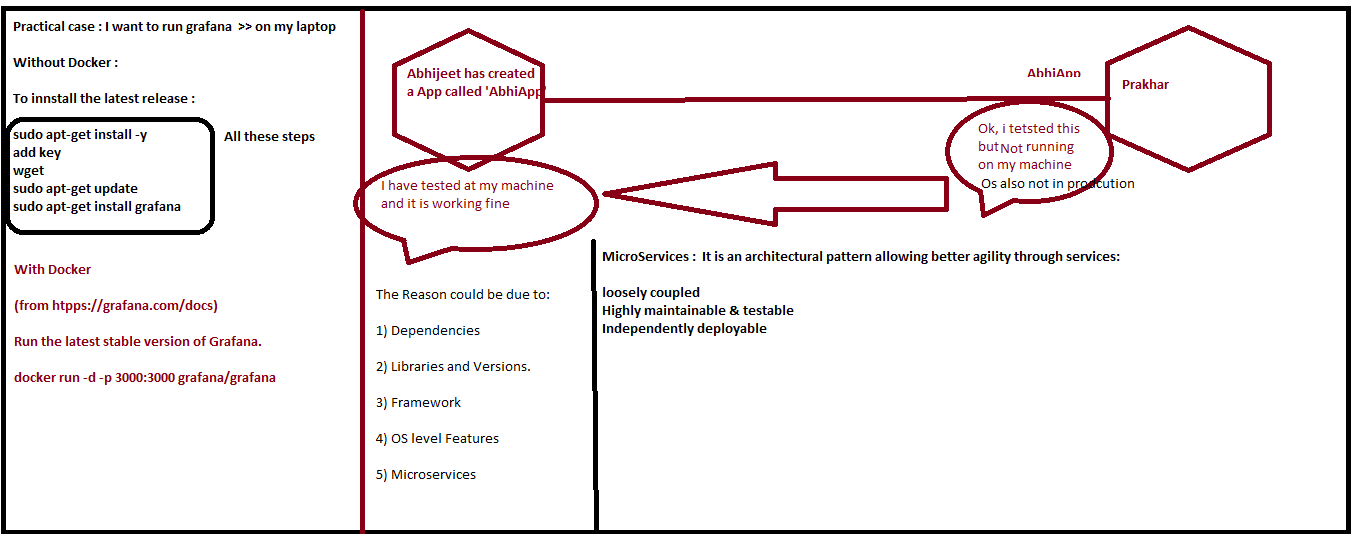 Practical case : I want to run grafana >> on my laptop
Without Docker :
To innstall the latest release :
sudo apt-get install -y
add key
wget
sudo apt-get update
sudo apt-get install grafana
All these steps
With Docker
(from htpps://grafana.com/docs)
Run the latest stable version of Grafana.
docker run -d -p 3000:3000 grafana/grafana
Abhijeet has created
a App called 'AbhiApp'
I have tested at my machine
and it is working fine
AbhiApp
Prakhar
Ok, i tetsted this
but Not running
on my machine
Os also not in prodcution
The Reason could be due to:
1) Dependencies
2) Libraries and Versions.
3) Framework
4) OS level Features
5) Microservices
MicroServices : It is an architectural pattern allowing better agility through services:
loosely coupled
Highly maintainable & testable
Independently deployable